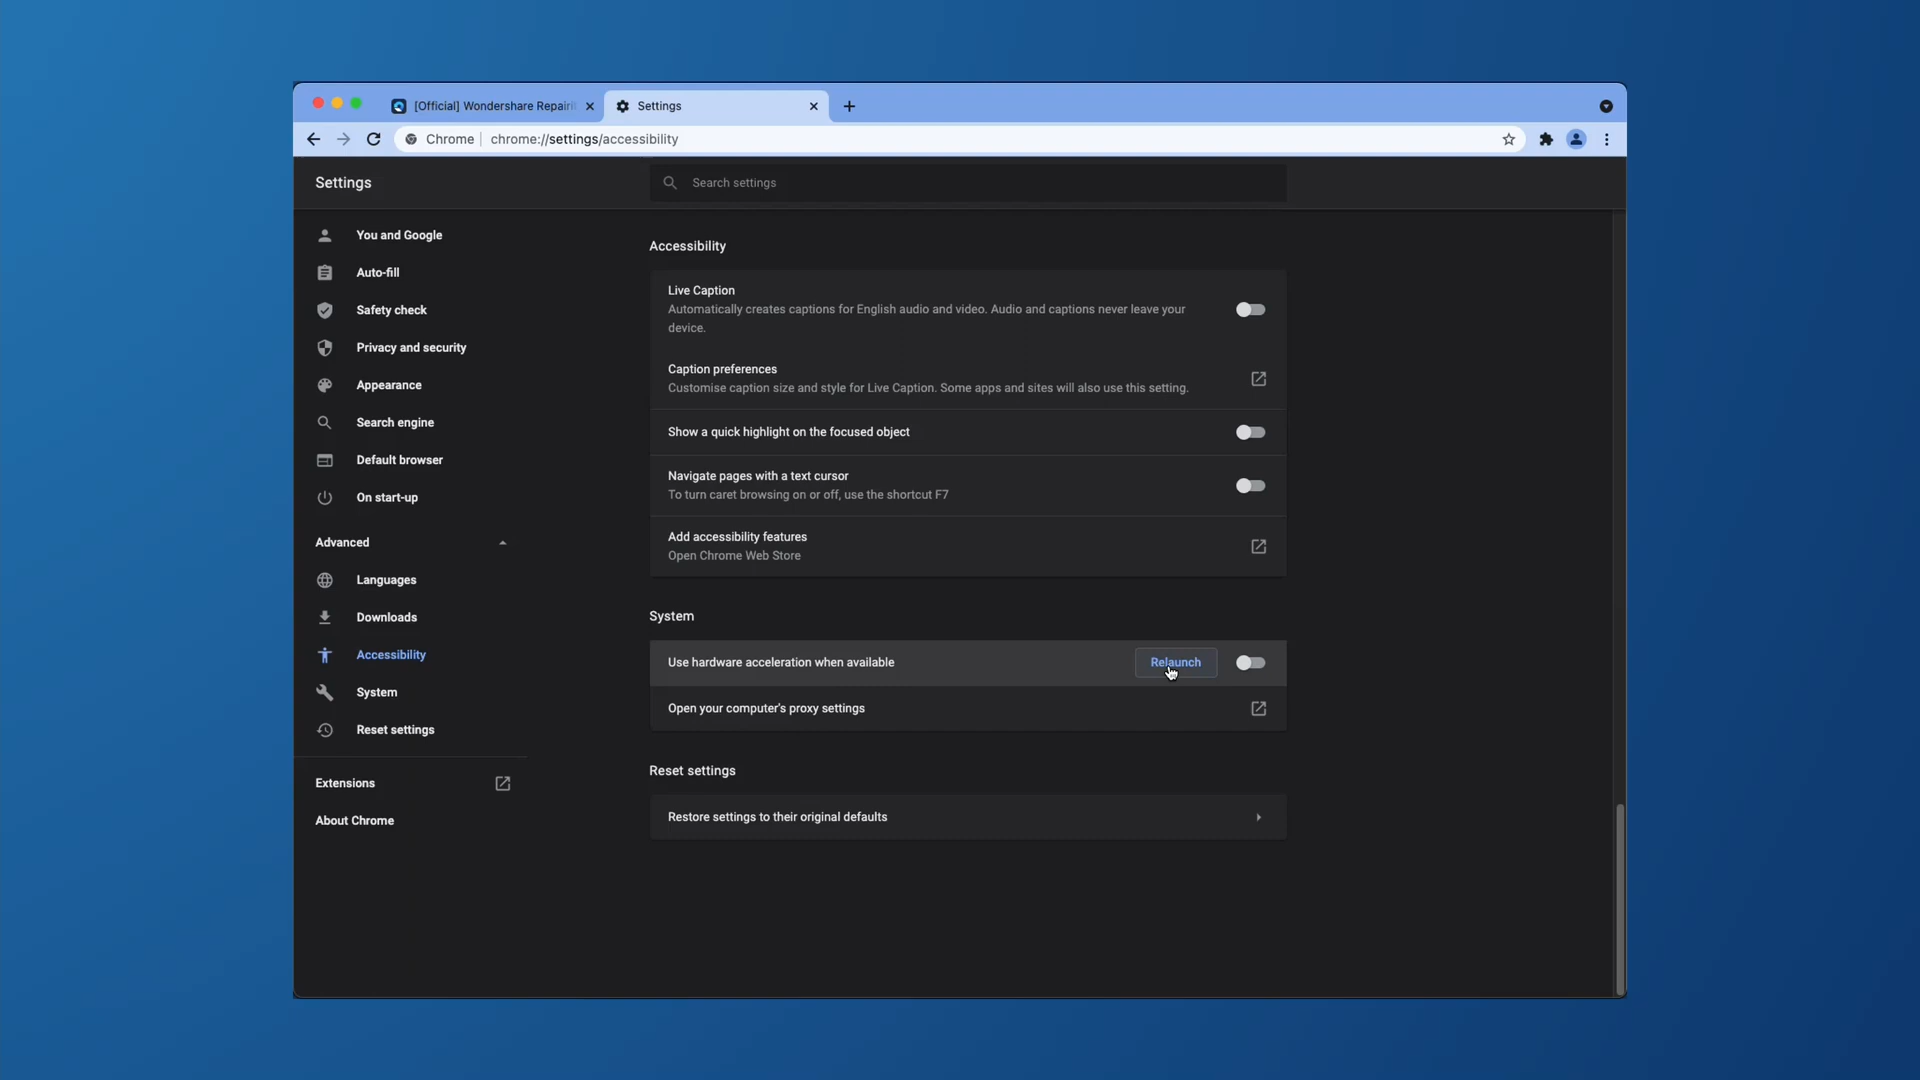 [Official] Wondershare Repairi
Settings
Chrome
chrome://settings/accessibility
Settings
Search settings
You and Google
Auto-fill
Safety check
Privacy and security
Appearance
Search engine
Default browser
On start-up
Advanced
Languages
Downloads
Accessibility
System
Reset settings
Extensions
About Chrome
Accessibility
Live Caption
Automatically creates captions for English audio and video. Audio and captions never leave your
device.
Caption preferences
Customise caption size and style for Live Caption. Some apps and sites will also use this setting.
Show a quick highlight on the focused object
Navigate pages with a text cursor
To turn caret browsing on or off, use the shortcut F7
Add accessibility features
Open Chrome Web Store
System
Use hardware acceleration when available
Relaunch
Open your computer's proxy settings
Reset settings
Restore settings to their original defaults